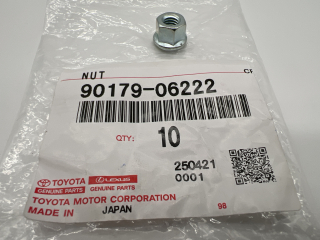 NUT
90179-06222
QTY: 10
250421
0001
TOYOTA LEXUS
GENUINE PARTS GENUINE PARTS
TOYOTA MOTOR CORPORATION
MADE IN JAPAN 98